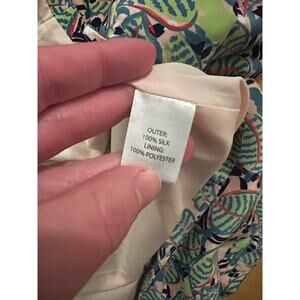 OUTER:
100% SILK
LINING:
100% POLYESTER